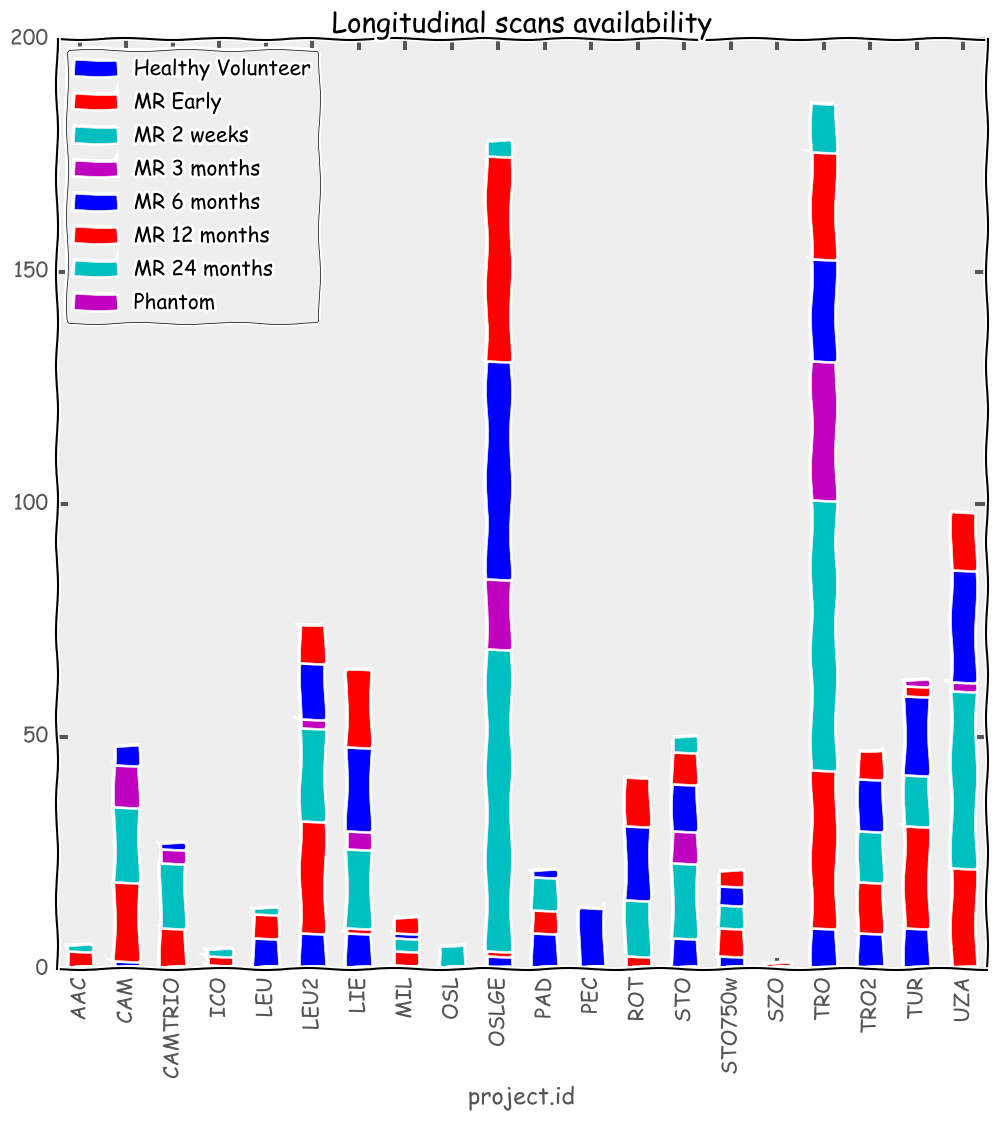 Longitudinal scans availability
200
150
100
50
0
Healthy Volunteer
MR Early
MR 2 weeks
MR 3 months
MR 6 months
MR 12 months
MR 24 months
Phantom
AAC
CAM
CAMTRIO
ICO
LEU
LEU2
LIE
MIL
OSL
OSLGE
PAD
PEC
ROT
STO
STO750w
SZO
TRO
TRO2
TUR
UZA
project.id